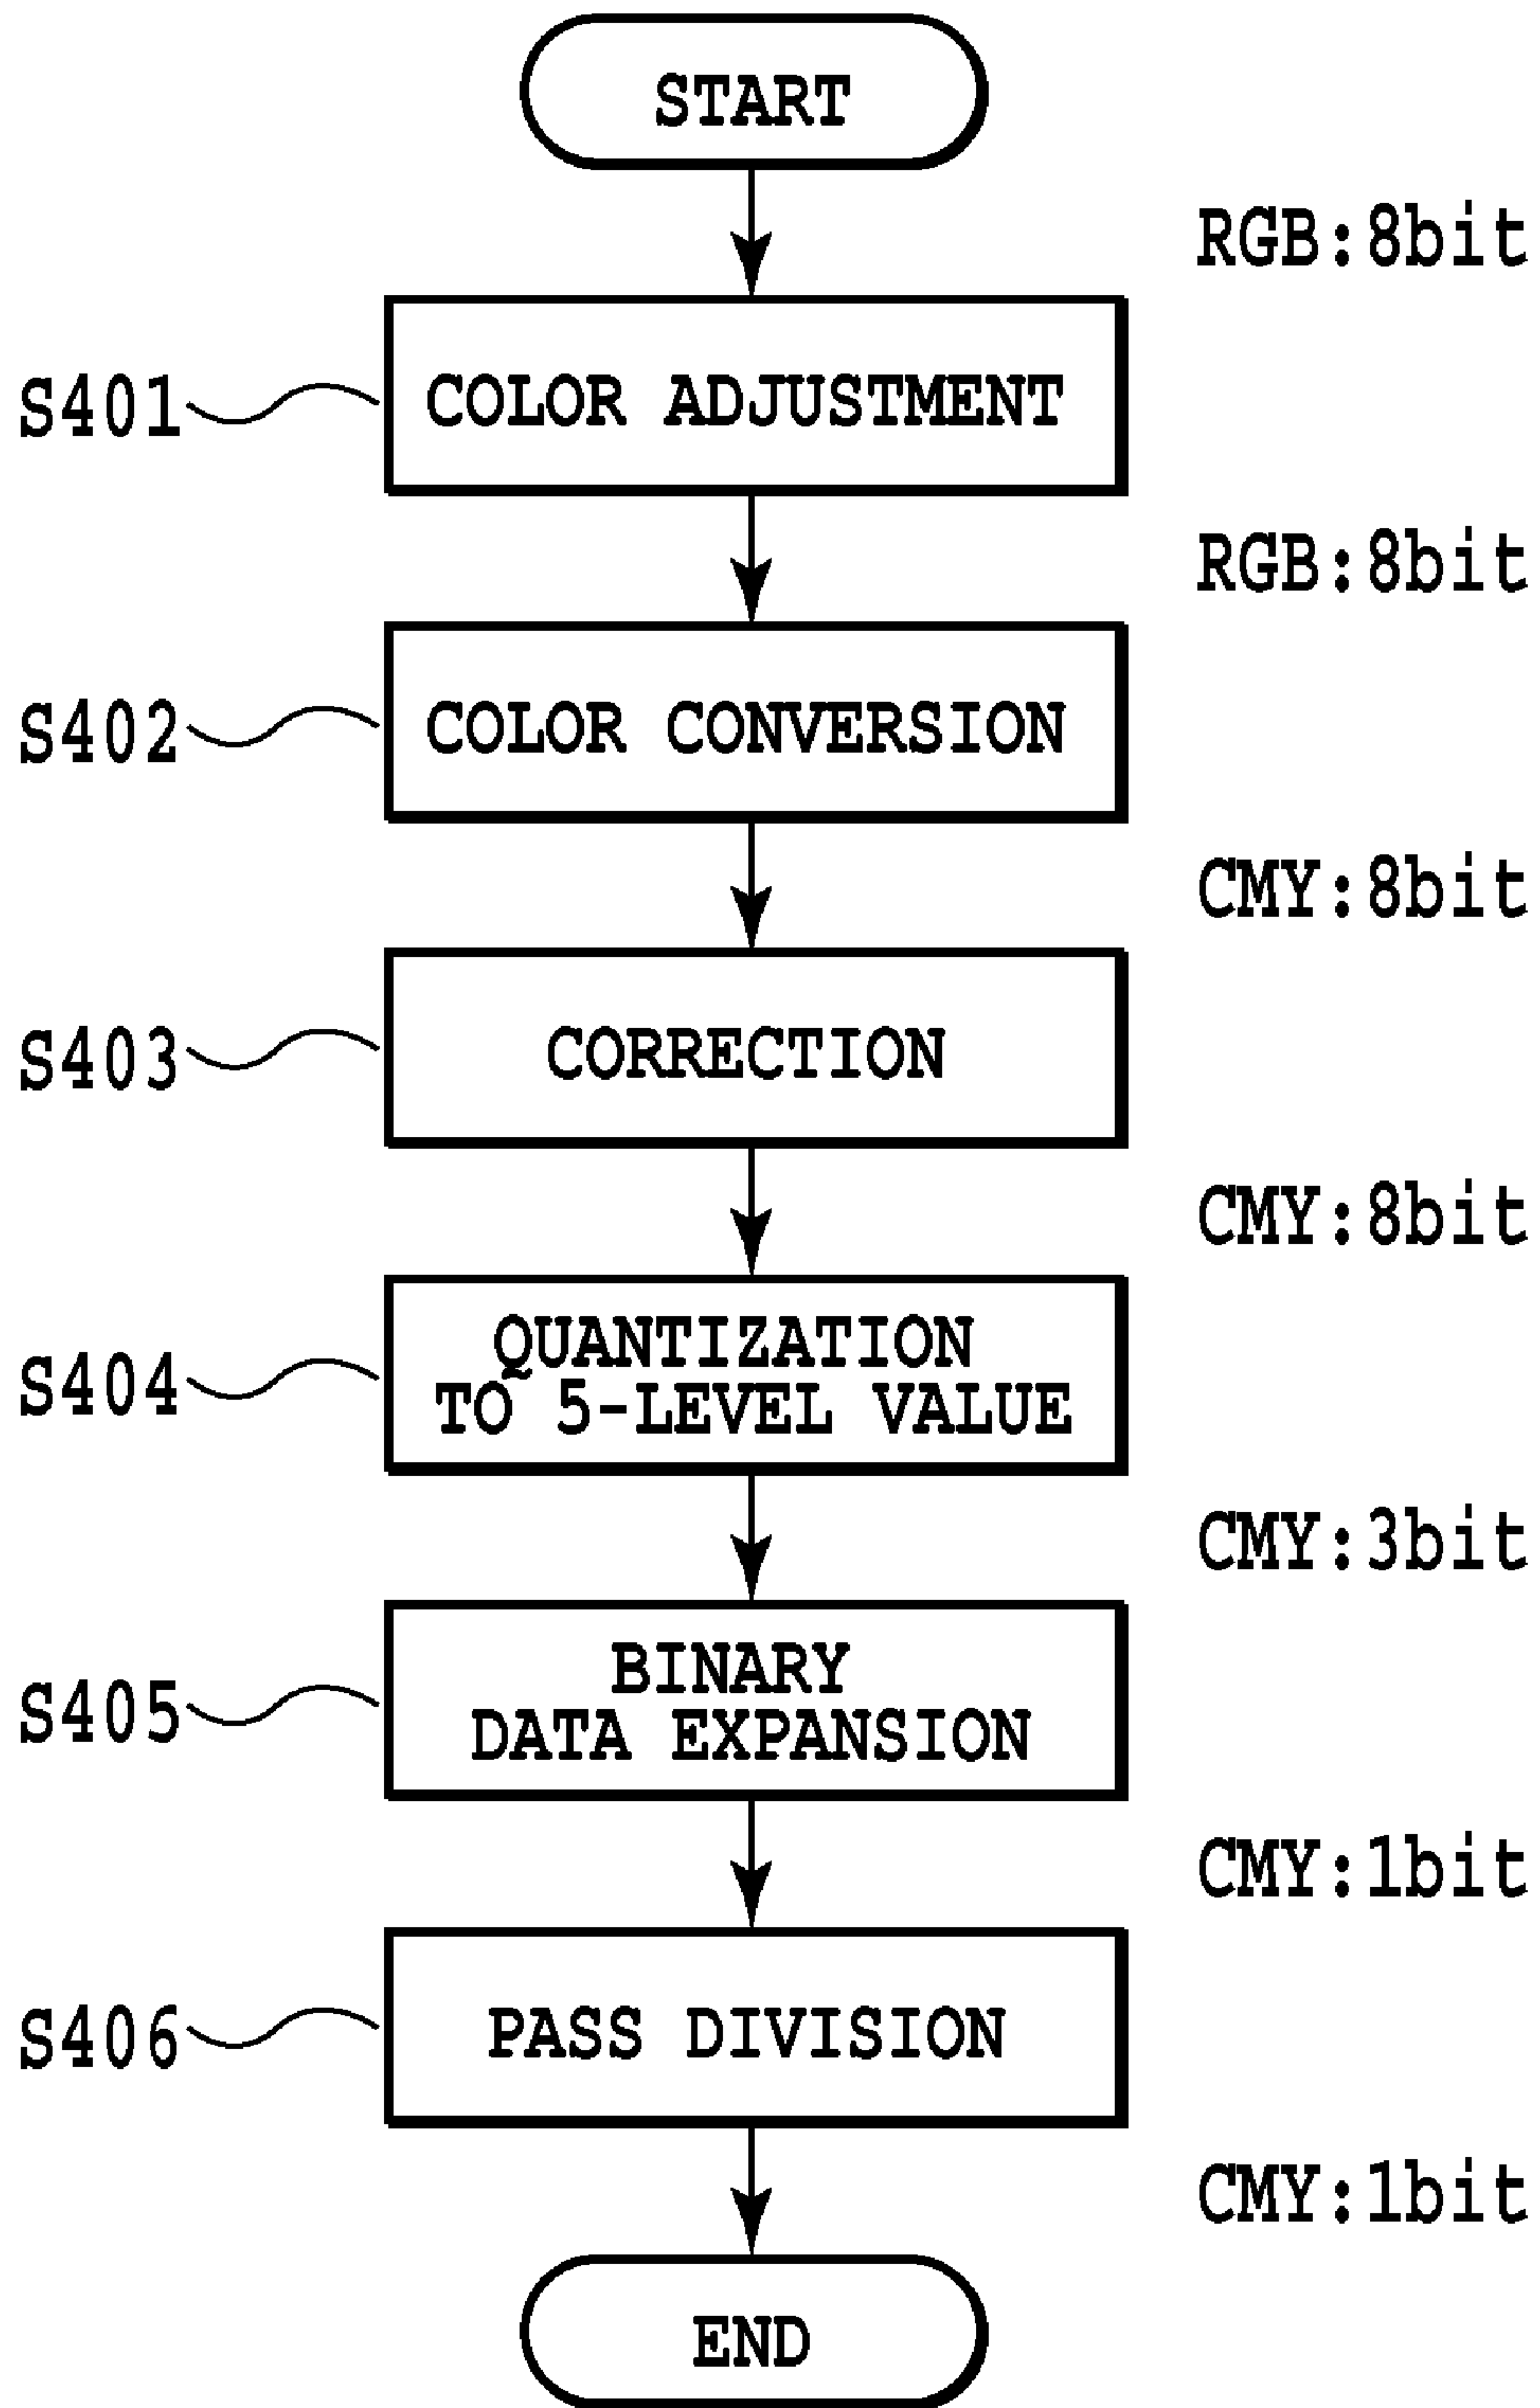 START
RGB:8bit
S401
COLOR ADJUSTMENT
RGB:8bit
S402
COLOR CONVERSION
CMY:8bit
S403
CORRECTION
CMY:8bit
S404
QUANTIZATION
TO 5-LEVEL VALUE
CMY:3bit
S405
BINARY
DATA EXPANSION
CMY:1bit
S406
PASS DIVISION
CMY:1bit
END